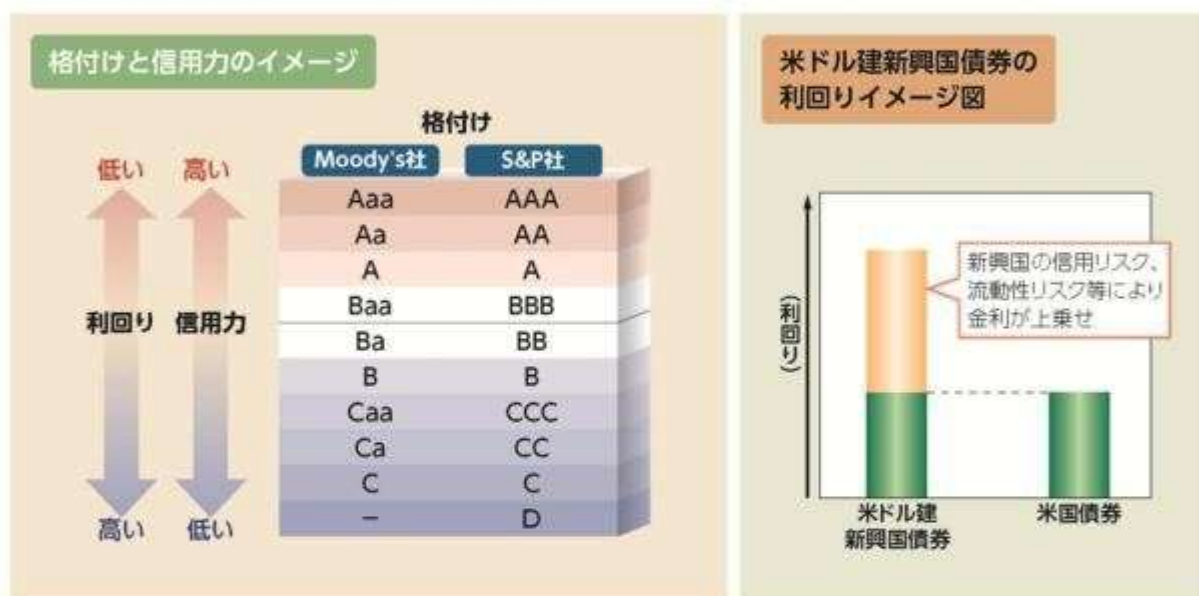 格付けと信用力のイメージ
格付け
Moody's社 S&P社
低い 高い
Aaa AAA
Aa AA
A A
Baa BBB
利回り 信用力
Ba BB
B B
Caa CCC
Ca CC
C C
– D
高い 低い
米ドル建新興国債券の
利回りイメージ図
(利回り)
新興国の信用リスク、
流動性リスク等により
金利が上乗せ
米ドル建
新興国債券
米国債券